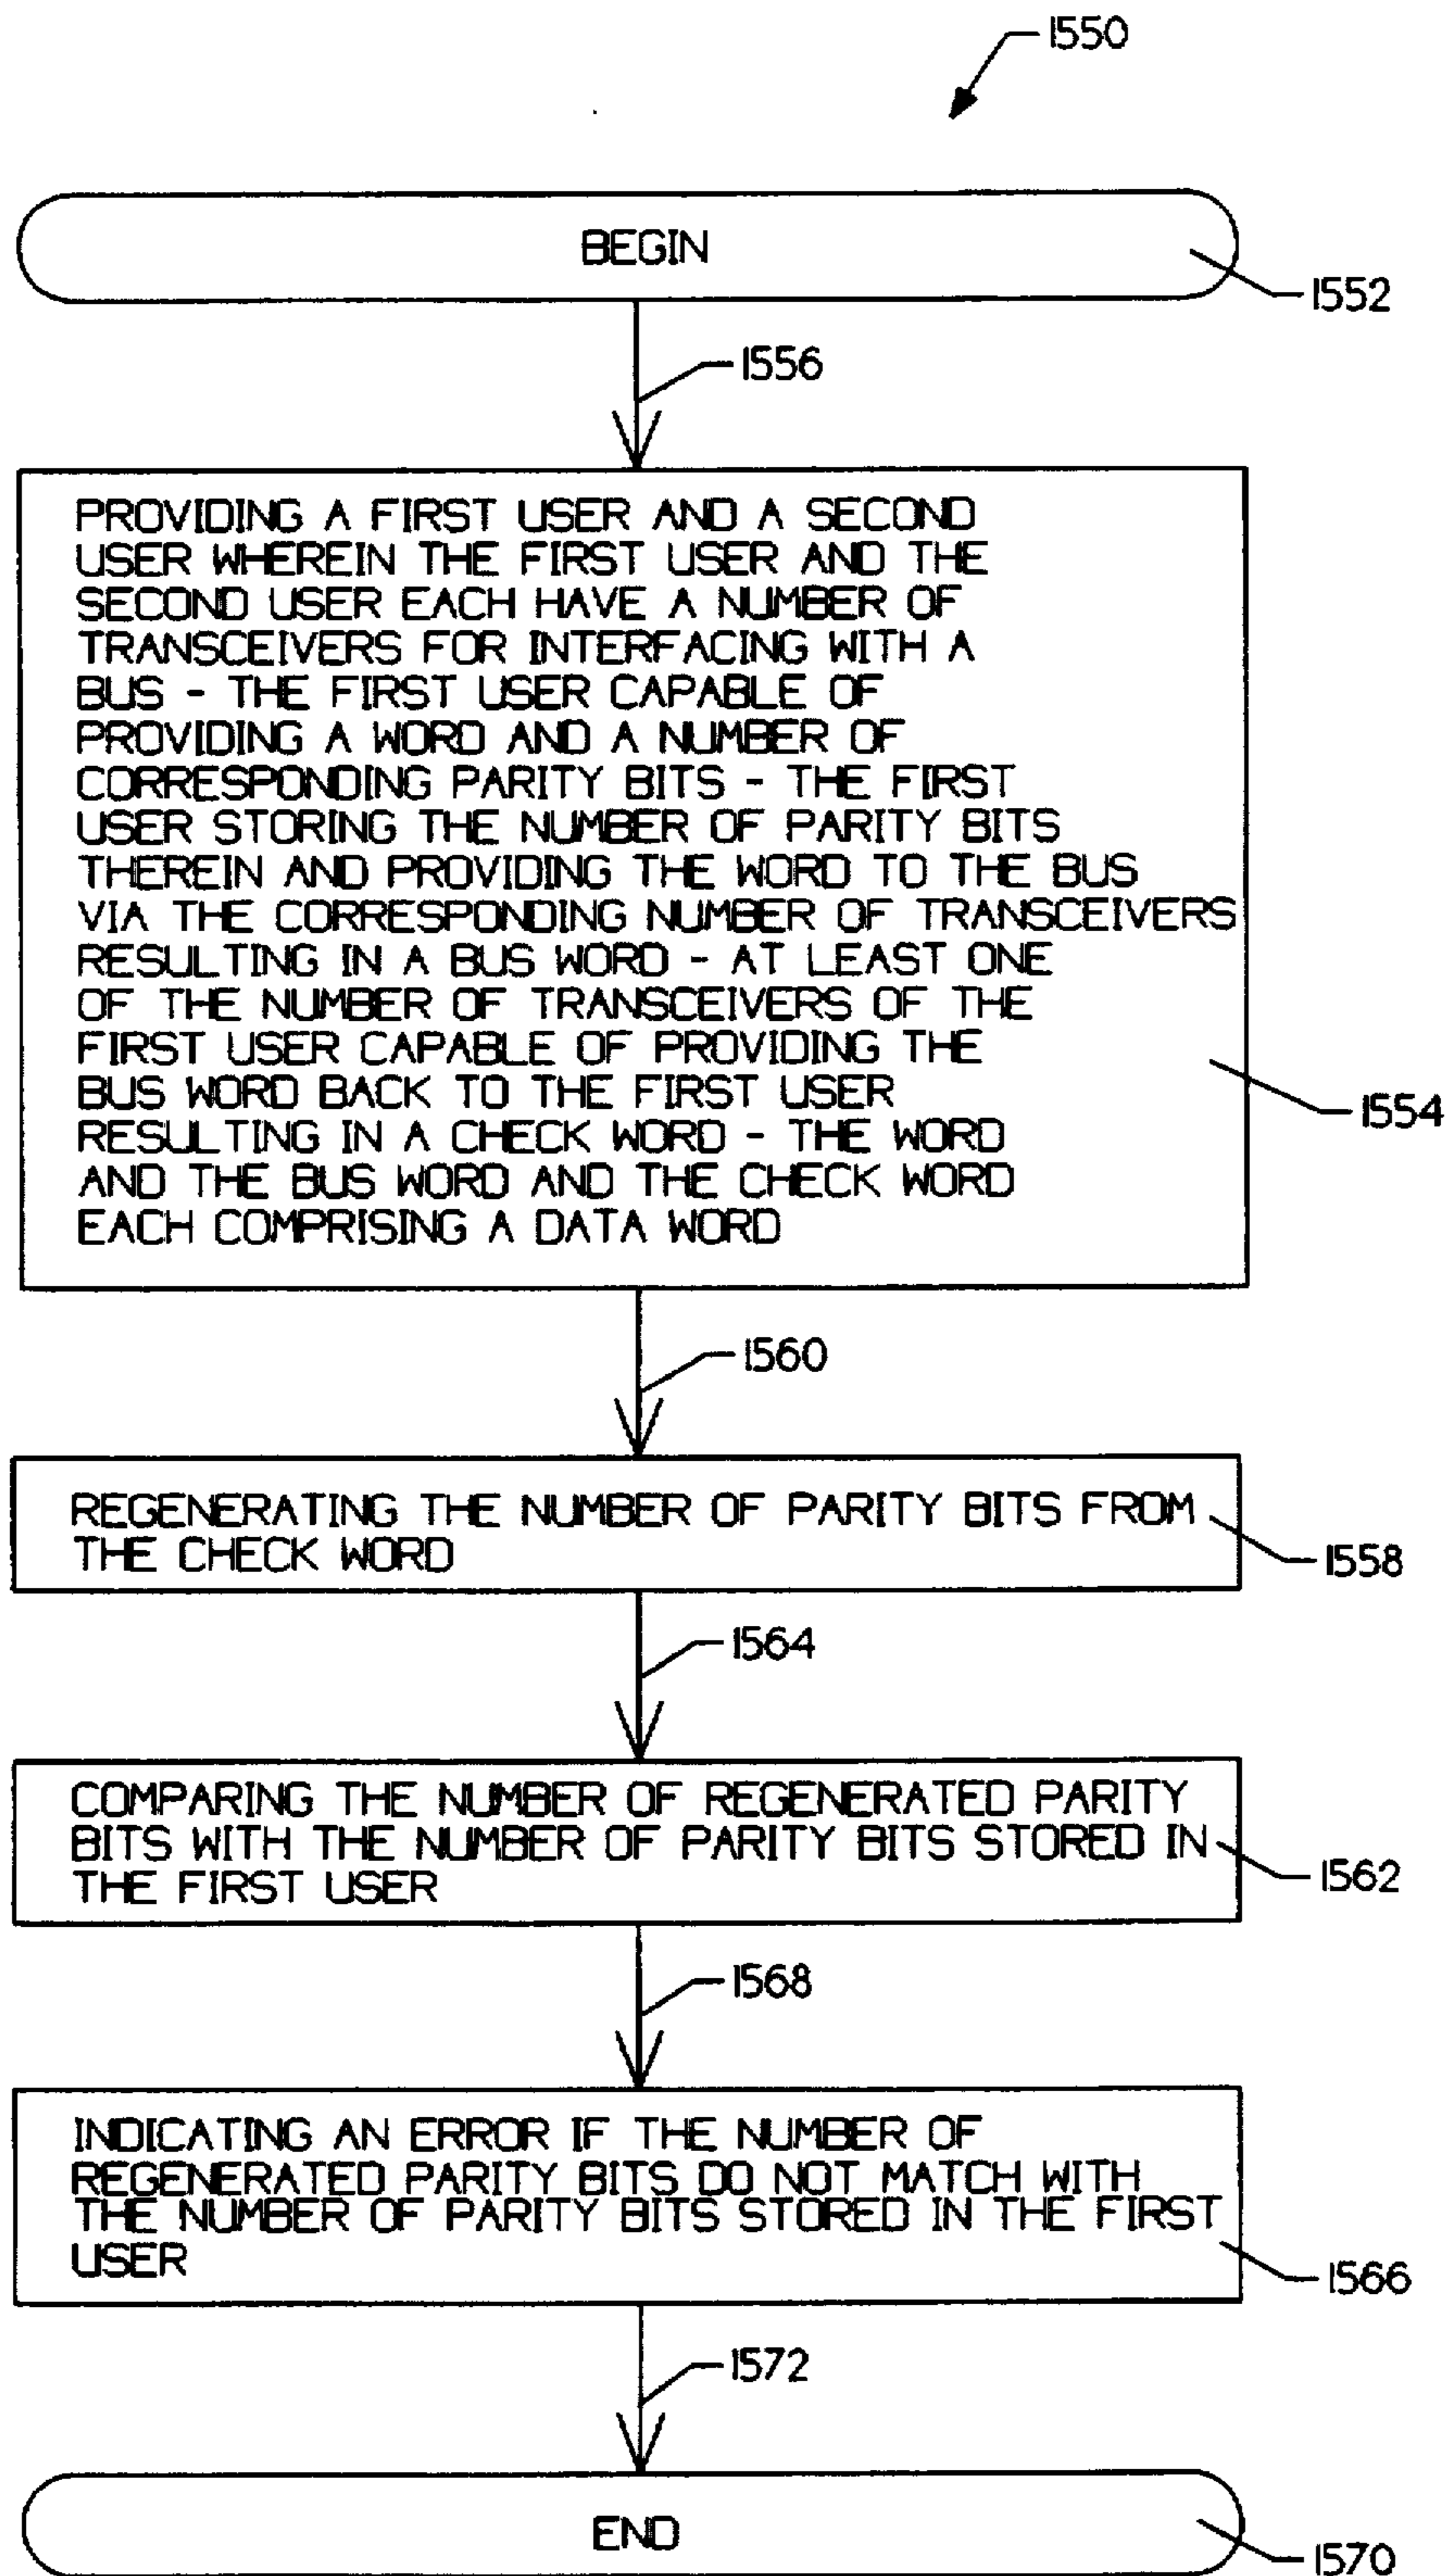 1550
BEGIN
1552
1556
PROVIDING A FIRST USER AND A SECOND
USER WHEREIN THE FIRST USER AND THE
SECOND USER EACH HAVE A NUMBER OF
TRANSCEIVERS FOR INTERFACING WITH A
BUS - THE FIRST USER CAPABLE OF
PROVIDING A WORD AND A NUMBER OF
CORRESPONDING PARITY BITS - THE FIRST
USER STORING THE NUMBER OF PARITY BITS
THEREIN AND PROVIDING THE WORD TO THE BUS
VIA THE CORRESPONDING NUMBER OF TRANSCEIVERS
RESULTING IN A BUS WORD - AT LEAST ONE
OF THE NUMBER OF TRANSCEIVERS OF THE
FIRST USER CAPABLE OF PROVIDING THE
BUS WORD BACK TO THE FIRST USER
RESULTING IN A CHECK WORD - THE WORD
AND THE BUS WORD AND THE CHECK WORD
EACH COMPRISING A DATA WORD
1554
1560
REGENERATING THE NUMBER OF PARITY BITS FROM
THE CHECK WORD
1558
1564
COMPARING THE NUMBER OF REGENERATED PARITY
BITS WITH THE NUMBER OF PARITY BITS STORED IN
THE FIRST USER
1562
1568
INDICATING AN ERROR IF THE NUMBER OF
REGENERATED PARITY BITS DO NOT MATCH WITH
THE NUMBER OF PARITY BITS STORED IN THE FIRST
USER
1566
1572
END
1570